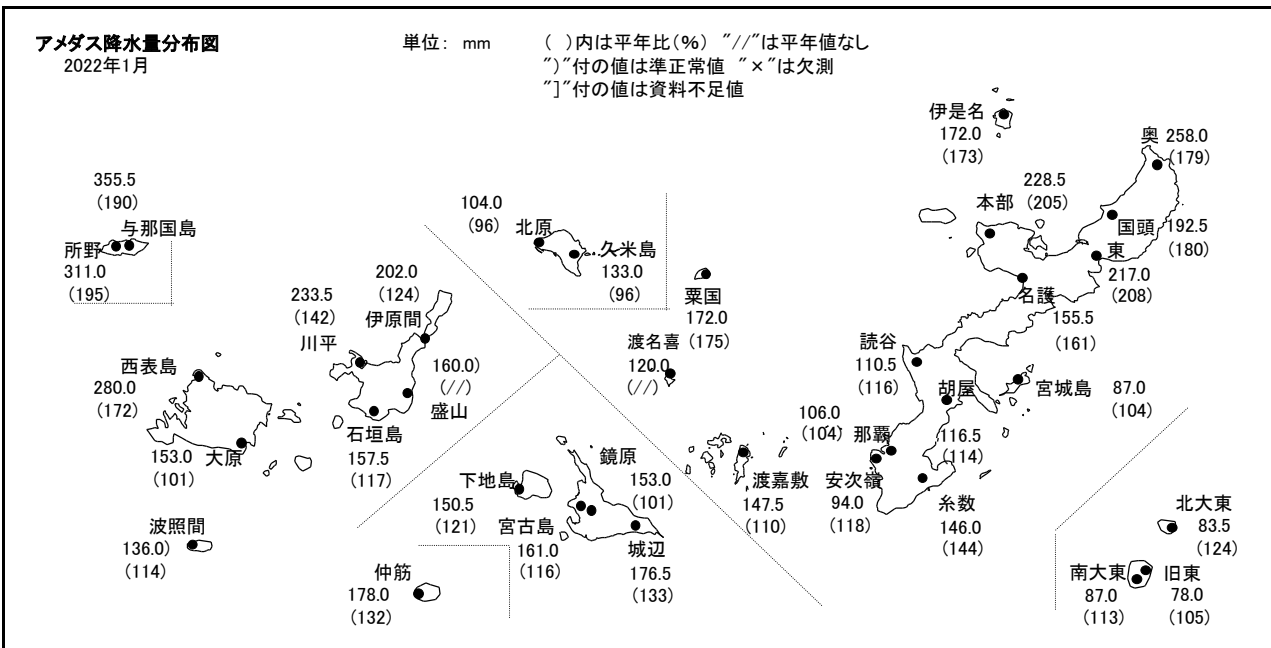 アメダス降水量分布図
2022年1月
単位： mm
（ ）内は平年比（％） ”//”は平年値なし
”)”付の値は準正常値 ”×”は欠測
”]”付の値は資料不足値
伊是名
172.0
(173)
奥 258.0
(179)
228.5
本部 (205)
国頭 192.5
(180)
東
217.0
(208)
名護
155.5
(161)
355.5
(190)
与那国島
所野
311.0
(195)
104.0
(96)
北原
久米島
133.0
(96)
粟国
172.0
(175)
渡名喜
120.0
(//)
202.0
(124)
伊原間
233.5
(142)
川平
160.0)
(//)
盛山
石垣島
157.5
(117)
西表島
280.0
(172)
153.0
(101)
大原
波照間
136.0)
(114)
読谷
110.5
(116)
胡屋
116.5
(114)
宮城島
87.0
(104)
106.0
(104)
那覇
安次嶺
94.0
(118)
糸数
146.0
(144)
渡嘉敷
147.5
(110)
下地島
150.5
(121)
鏡原
153.0
(101)
宮古島
161.0
(116)
城辺
176.5
(133)
仲筋
178.0
(132)
北大東
83.5
(124)
南大東
87.0
(113)
旧東
78.0
(105)